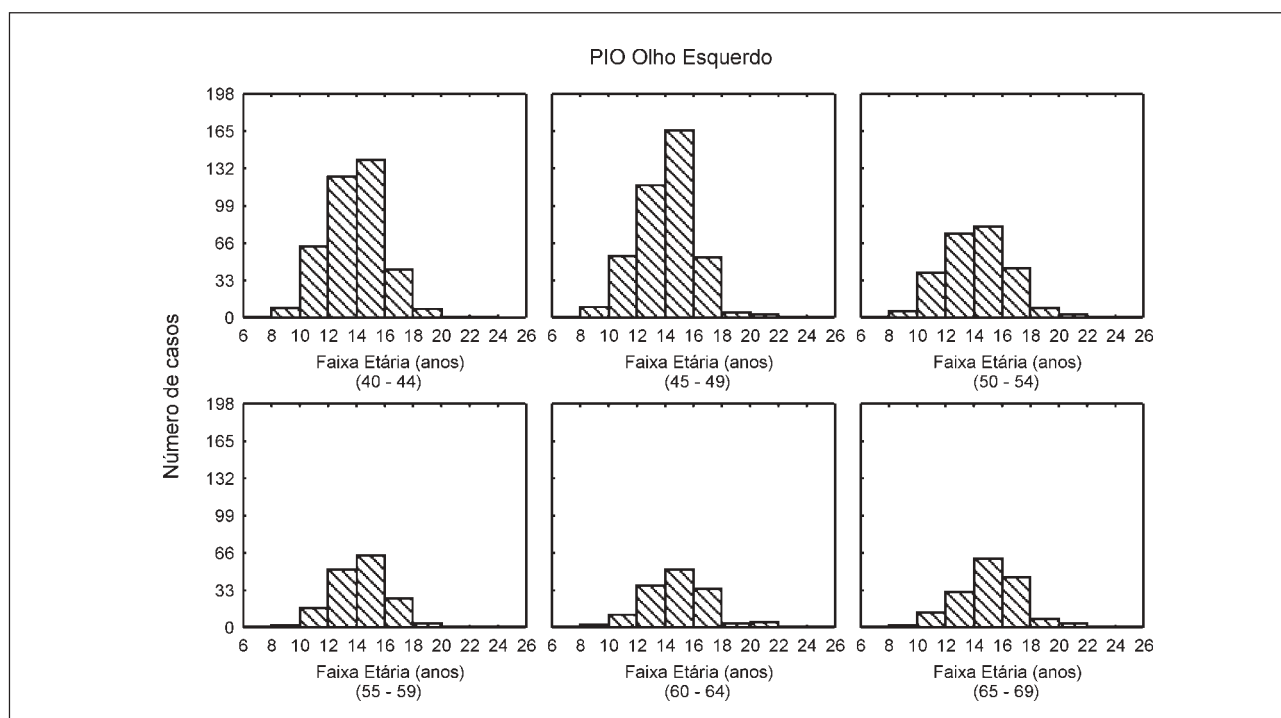 PIO Olho Esquerdo
Número de casos
198
165
132
99
66
33
0
6 8 10 12 14 16 18 20 22 24 26
Faixa Etária (anos)
(40 - 44)
6 8 10 12 14 16 18 20 22 24 26
Faixa Etária (anos)
(45 - 49)
6 8 10 12 14 16 18 20 22 24 26
Faixa Etária (anos)
(50 - 54)
198
165
132
99
66
33
0
6 8 10 12 14 16 18 20 22 24 26
Faixa Etária (anos)
(55 - 59)
6 8 10 12 14 16 18 20 22 24 26
Faixa Etária (anos)
(60 - 64)
6 8 10 12 14 16 18 20 22 24 26
Faixa Etária (anos)
(65 - 69)